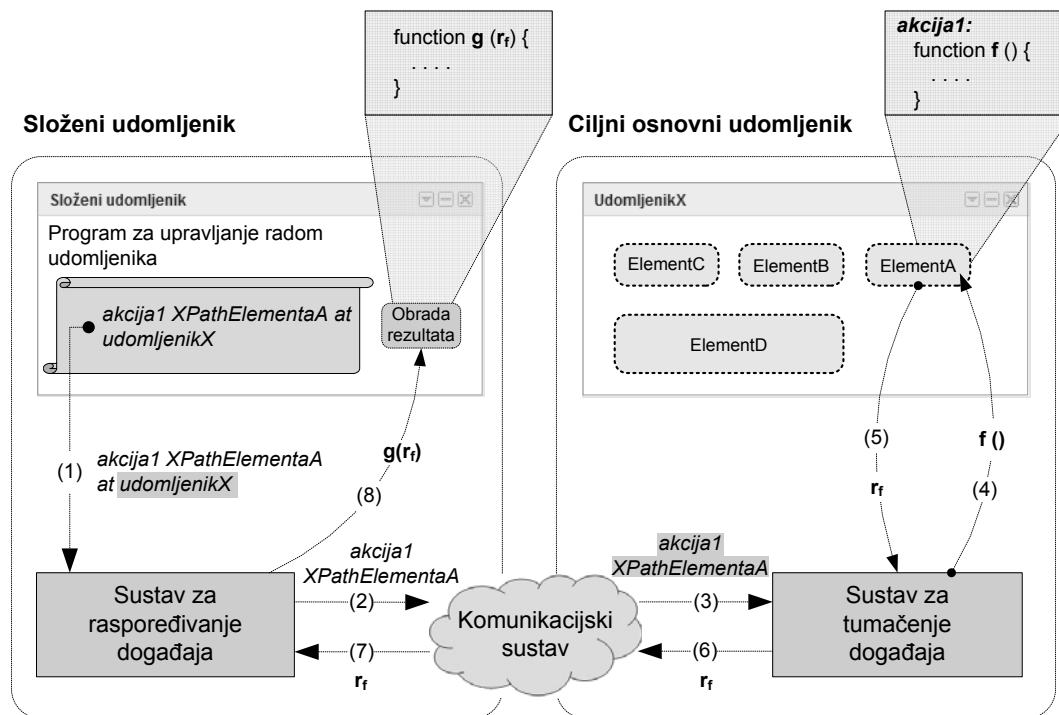 function g (rf) {
. . . .
}
akcija1:
function f () {
. . . .
}
Složeni udomljenik
Ciljni osnovni udomljenik
Složeni udomljenik
Program za upravljanje radom
udomljenika
akcija1 XPathElementaA at
udomljenikX
Obrada
rezultata
UdomljenikX
ElementC
ElementB
ElementA
ElementD
(1)
akcija1 XPathElementaA
at udomljenikX
g(rf)
(8)
(5)
rf
f ()
(4)
akcija1
XPathElementaA
(2)
akcija1
XPathElementaA
(3)
Sustav za
raspoređivanje
događaja
Komunikacijski
sustav
Sustav za
tumačenje
događaja
(7)
rf
(6)
rf